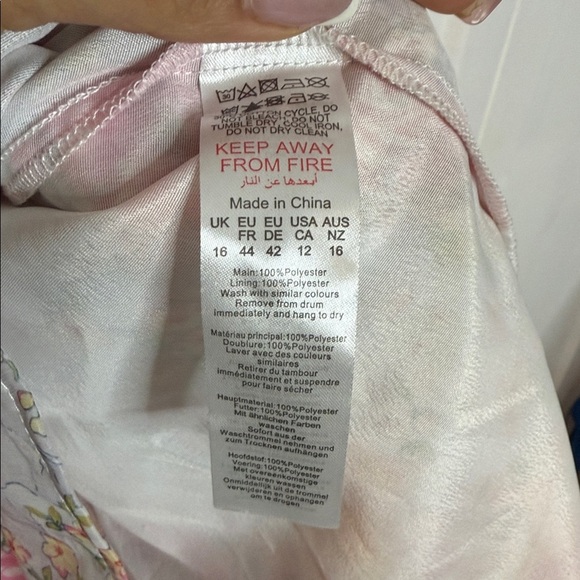 CYCLE, DO
NOT BLEACH, DO NOT
TUMBLE DRY, COOL IRON,
DO NOT DRY CLEAN
KEEP AWAY
FROM FIRE
أبعدها عن النار
Made in China
UK EU EU USA AUS
FR DE CA NZ
16 44 42 12 16
Main:100%Polyester
Lining:100%Polyester
Wash with similar colours
Remove from drum
immediately and hang to dry
Matériau principal:100%Polyester
Doublure:100%Polyester
Laver avec des couleurs
similaires
Retirer du tambour
immédiatement et suspendre
pour faire sécher
Hauptmaterial:100%Polyester
Futter:100%Polyester
Mit ähnlichen Farben
waschen
Sofort aus der
Waschtrommel nehmen und
zum Trocknen aufhängen
Hoofdstof:100%Polyester
Voering:100%Polyester
Met overeenkomstige
kleuren wassen
Onmiddellijk uit de trommel
verwijderen en ophangen
om te drogen